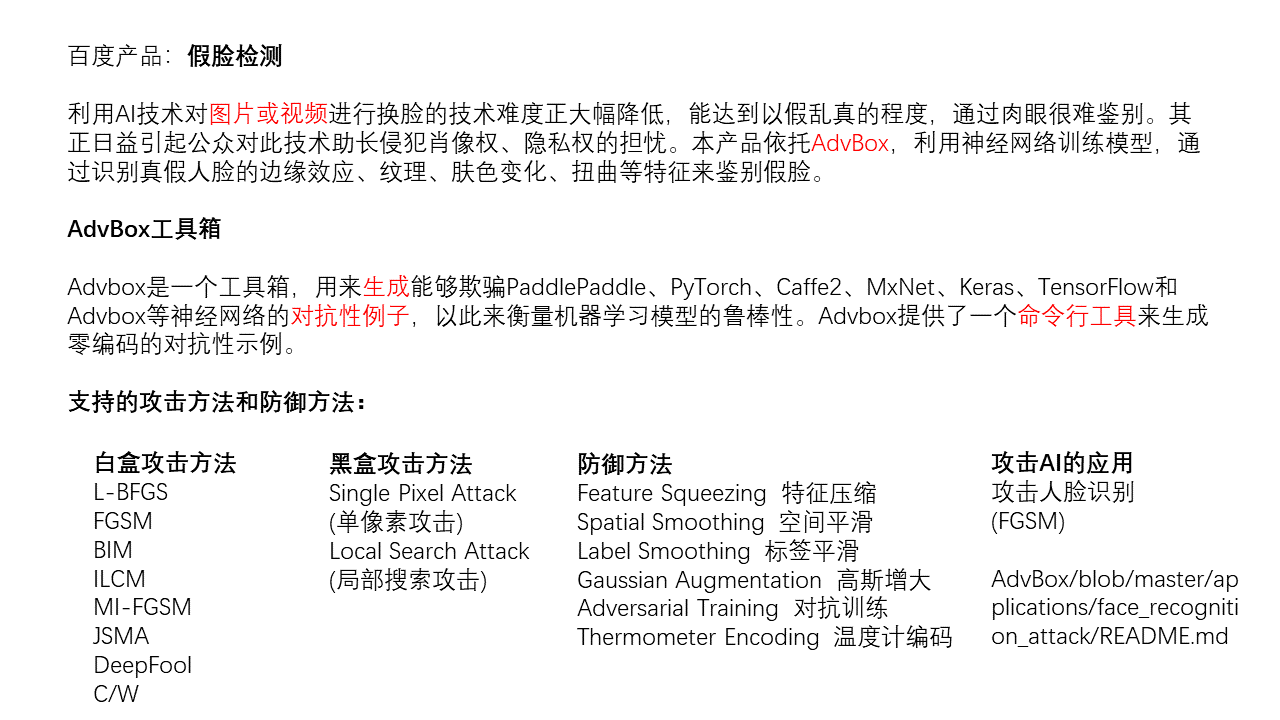 百度产品：假脸检测
利用AI技术对图片或视频进行换脸的技术难度正大幅降低，能达到以假乱真的程度，通过肉眼很难鉴别。其
正日益引起公众对此技术助长侵犯肖像权、隐私权的担忧。本产品依托AdvBox，利用神经网络训练模型，通
过识别真假人脸的边缘效应、纹理、肤色变化、扭曲等特征来鉴别假脸。
AdvBox工具箱
Advbox是一个工具箱，用来生成能够欺骗PaddlePaddle、PyTorch、Caffe2、MxNet、Keras、TensorFlow和
Advbox等神经网络的对抗性例子，以此来衡量机器学习模型的鲁棒性。Advbox提供了一个命令行工具来生成
零编码的对抗性示例。
支持的攻击方法和防御方法：
白盒攻击方法
L-BFGS
FGSM
BIM
ILCM
MI-FGSM
JSMA
DeepFool
C/W
黑盒攻击方法
Single Pixel Attack
(单像素攻击)
Local Search Attack
(局部搜索攻击)
防御方法
Feature Squeezing 特征压缩
Spatial Smoothing 空间平滑
Label Smoothing 标签平滑
Gaussian Augmentation 高斯增大
Adversarial Training 对抗训练
Thermometer Encoding 温度计编码
攻击AI的应用
攻击人脸识别
(FGSM)
AdvBox/blob/master/ap
plications/face_recogniti
on_attack/README.md